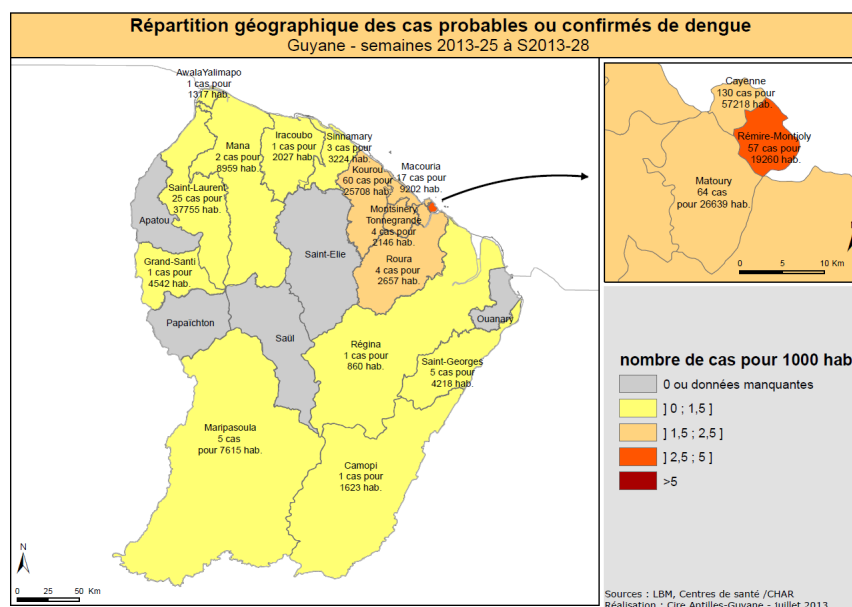 Répartition géographique des cas probables ou confirmés de dengue
Guyane - semaines 2013-25 à S2013-28
AwalaYalimapo
1 cas pour
1317 hab.
Mana
2 cas pour
8959 hab.
Iracoubo
1 cas pour
2027 hab.
Sinnamary
3 cas pour
3224 hab.
Kourou
60 cas pour
25708 hab.
Macouria
17 cas pour
9202 hab.
Saint-Laurent
25 cas pour
37755 hab.
Apatou
Montsinéry
Tonnegrande
4 cas pour
2146 hab.
Saint-Elie
Roura
4 cas pour
2657 hab.
Grand-Santi
1 cas pour
4542 hab.
Papaïchton
Saül
Ouanary
Régina
1 cas pour
860 hab.
Saint-Georges
5 cas pour
4218 hab.
Maripasoula
5 cas
pour 7615 hab.
Camopi
1 cas pour
1623 hab.
N
0 25 50 Km
Cayenne
130 cas pour
57218 hab.
Rémire-Montjoly
57 cas pour
19260 hab.
Matoury
64 cas
pour 26639 hab.
0 5 10 Km
nombre de cas pour 1000 hab
0 ou données manquantes
] 0 ; 1,5 ]
] 1,5 ; 2,5 ]
] 2,5 ; 5 ]
>5
Sources : LBM, Centres de santé /CHAR
Réalisation : Cire Antilles-Guyane - juillet 2013